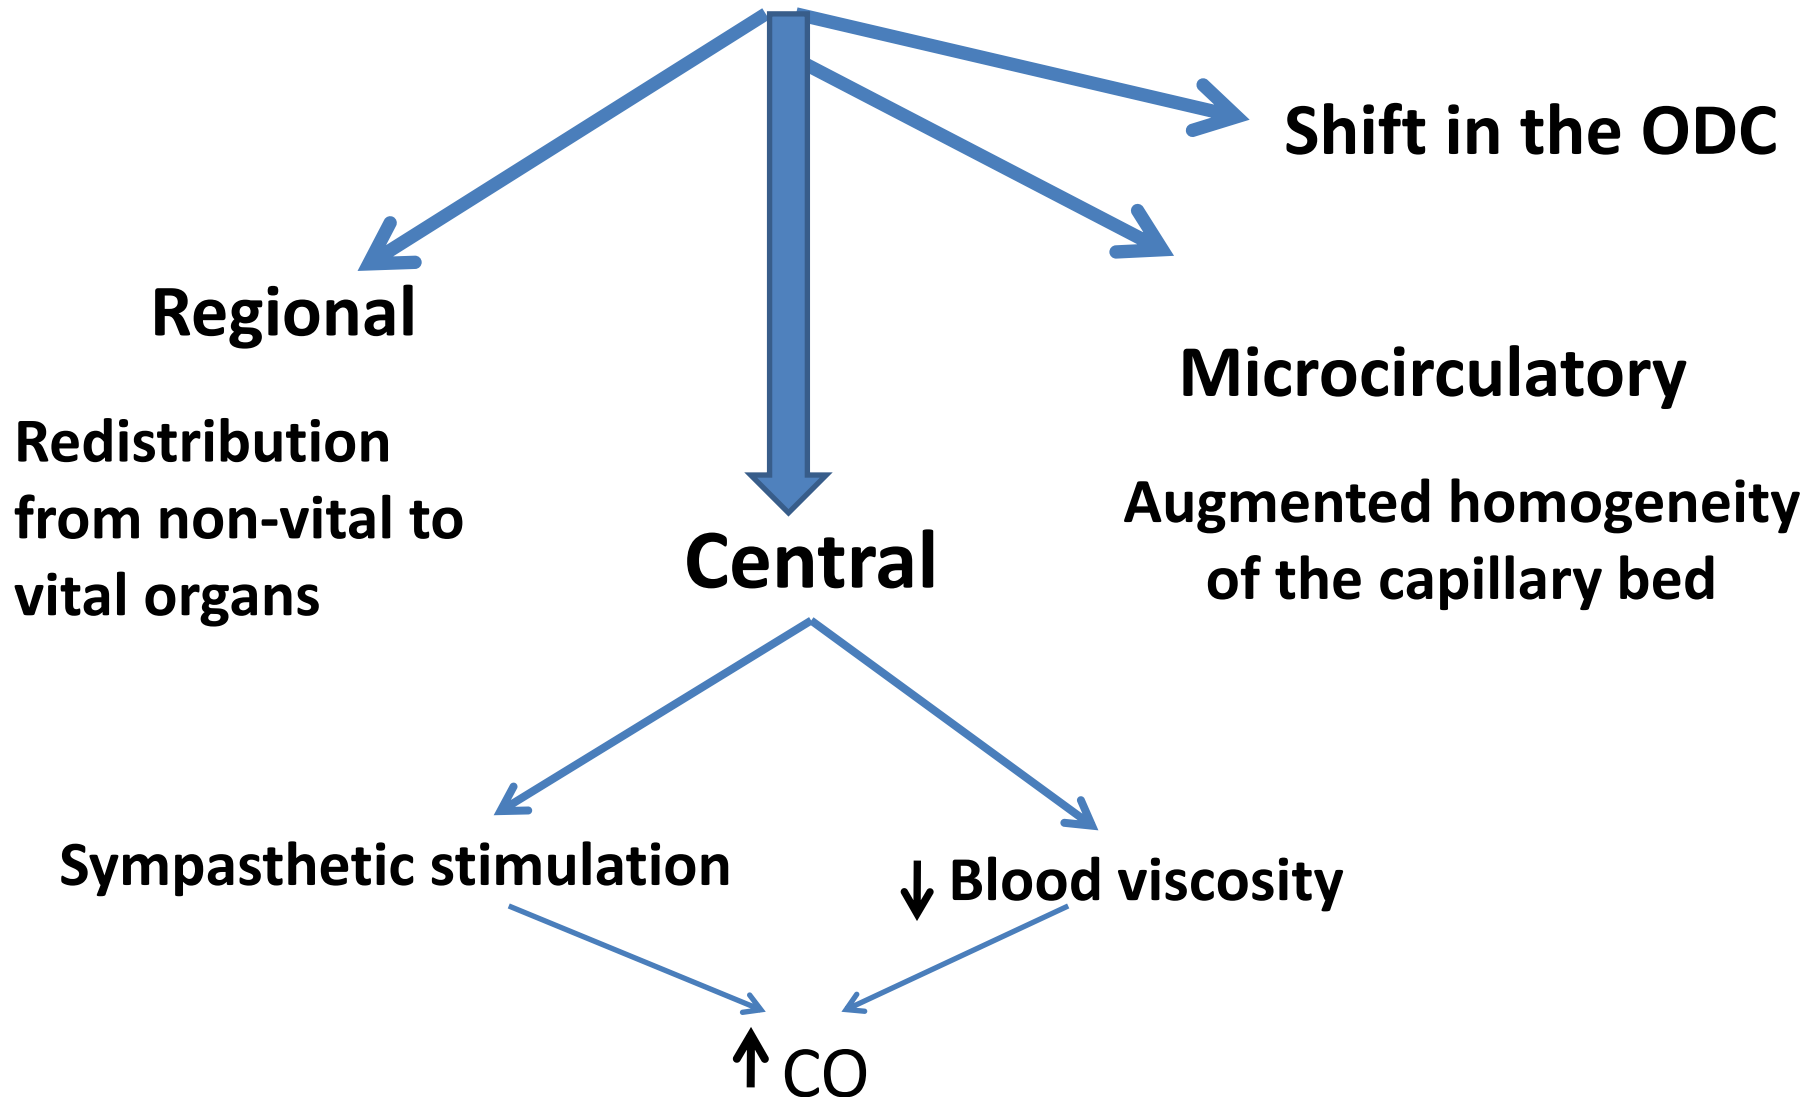 Shift in the ODC
Regional
Microcirculatory
Redistribution
from non-vital to
vital organs
Augmented homogeneity
of the capillary bed
Central
Sympasthetic stimulation
↓ Blood viscosity
↑ CO